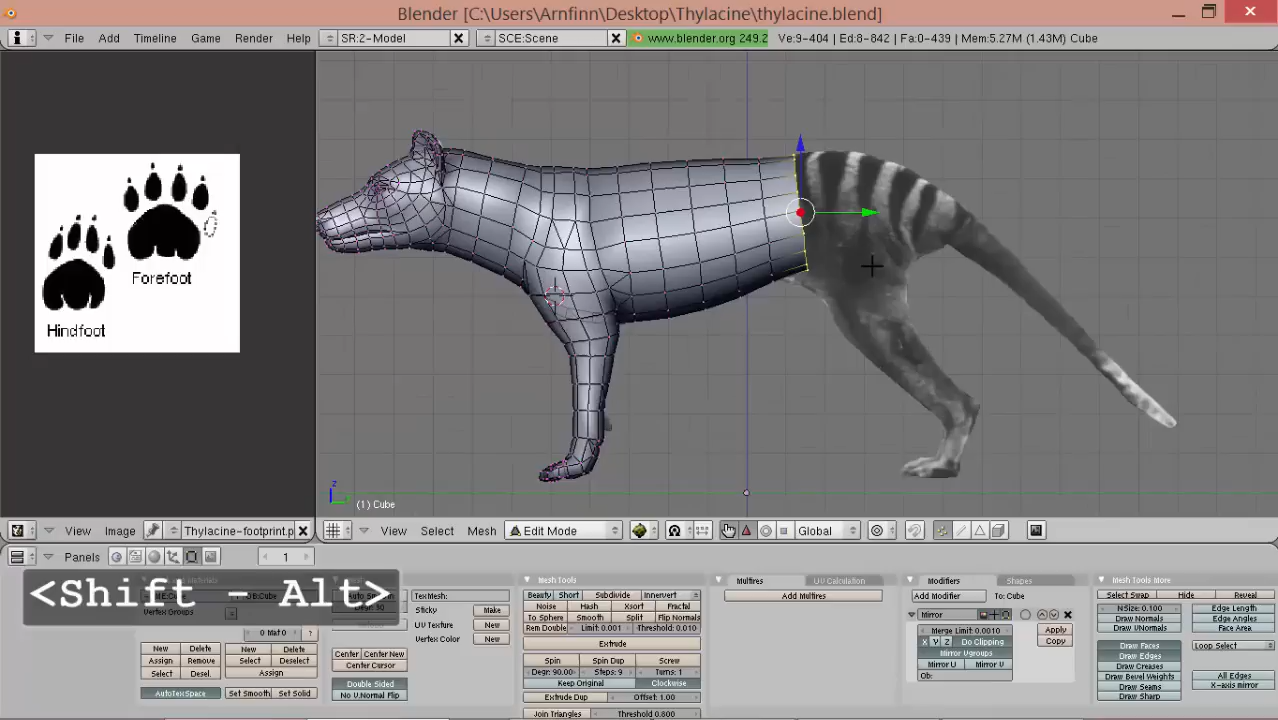 Blender [C:\Users\Arnfinn\Desktop\Thylacine\thylacine.blend]
File Add Timeline Game Render Help SR:2-Model SCE:Scene www.blender.org 249.2 Ve:9-404 | Ed:8-842 | Fa:0-439 | Mem:5.27M (1.43M) Cube
Forefoot
Hindfoot
z
(1) Cube
View Image Thylacine-footprint.p View Select Mesh Edit Mode Global
Panels 1
<Shift - Alt>
Vertex Groups
0 Mat 0 ?
New Delete New Delete
Assign Remove Select Deselect
Select Desel. Assign
AutoTexSpace Set Smooth Set Solid
TexMesh:
Sticky Make
UV Texture New
Vertex Color New
Center Center New
Center Cursor
Double Sided
No V.Normal Flip
Mesh Tools
Beauty Short Subdivide Innervert
Noise Hash Xsort Fractal
To Sphere Smooth Split Flip Normals
Rem Double Limit: 0.001 Threshold: 0.010
Extrude
Spin Spin Dup Screw
Degr: 90.00 Steps: 9 Turns: 1
Keep Original Clockwise
Extrude Dup Offset: 1.00
Join Triangles Threshold 0.800
Multires UV Calculation
Add Multires
Modifiers Shapes
Add Modifier To: Cube
Mirror
Merge Limit: 0.0010 Apply
X Y Z Do Clipping Copy
Mirror Vgroups
Mirror U Mirror V
Ob:
Mesh Tools More
Select Swap Hide Reveal
NSize: 0.100 Edge Length
Draw Normals Edge Angles
Draw VNormals Face Area
Draw Faces Loop Select
Draw Edges
Draw Creases
Draw Bevel Weights All Edges
Draw Seams X-axis mirror
Draw Sharp